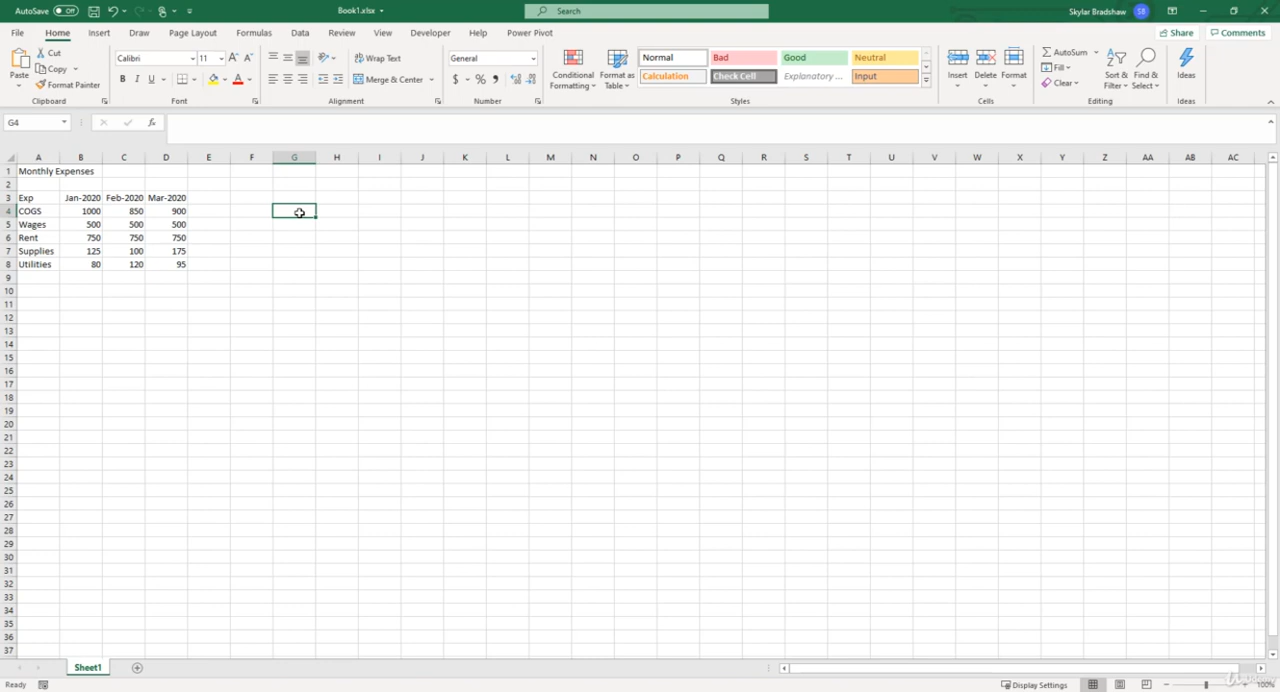 AutoSave Off Book1.xlsx Search Skylar Bradshaw SB
File Home Insert Draw Page Layout Formulas Data Review View Developer Help Power Pivot Share Comments
Paste Cut Calibri 11 Wrap Text General Conditional Formatting Format as Table Normal Bad Good Neutral Insert Delete Format AutoSum Sort & Filter Find & Select Ideas
Copy Fill
Format Painter B I U A Merge & Center $ % Calculation Check Cell Explanatory ... Input Clear
Clipboard Font Alignment Number Styles Cells Editing Ideas
G4 fx
A B C D E F G H I J K L M N O P Q R S T U V W X Y Z AA AB AC
1 Monthly Expenses
2
3 Exp Jan-2020 Feb-2020 Mar-2020
4 COGS 1000 850 900
5 Wages 500 500 500
6 Rent 750 750 750
7 Supplies 125 100 175
8 Utilities 80 120 95
9
10
11
12
13
14
15
16
17
18
19
20
21
22
23
24
25
26
27
28
29
30
31
32
33
34
35
36
37
Sheet1
Ready Display Settings 100%